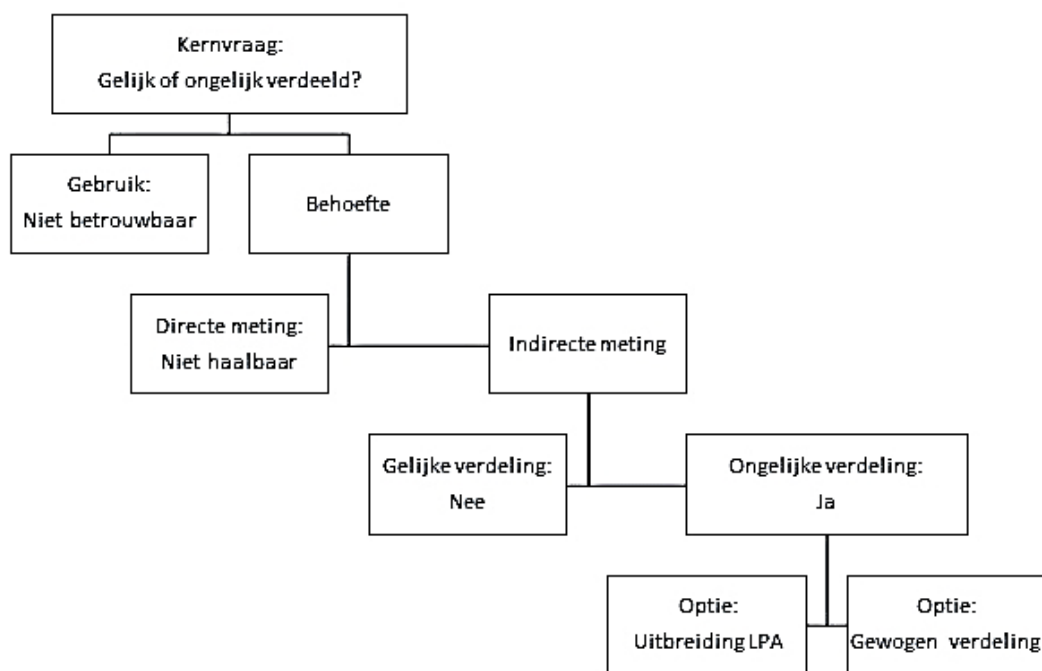 Kernvraag:
Gelijk of ongelijk verdeeld?
Gebruik:
Niet betrouwbaar
Behoefte
Directe meting:
Niet haalbaar
Indirecte meting
Gelijke verdeling:
Nee
Ongelijke verdeling:
Ja
Optie:
Uitbreiding LPA
Optie:
Gewogen verdeling